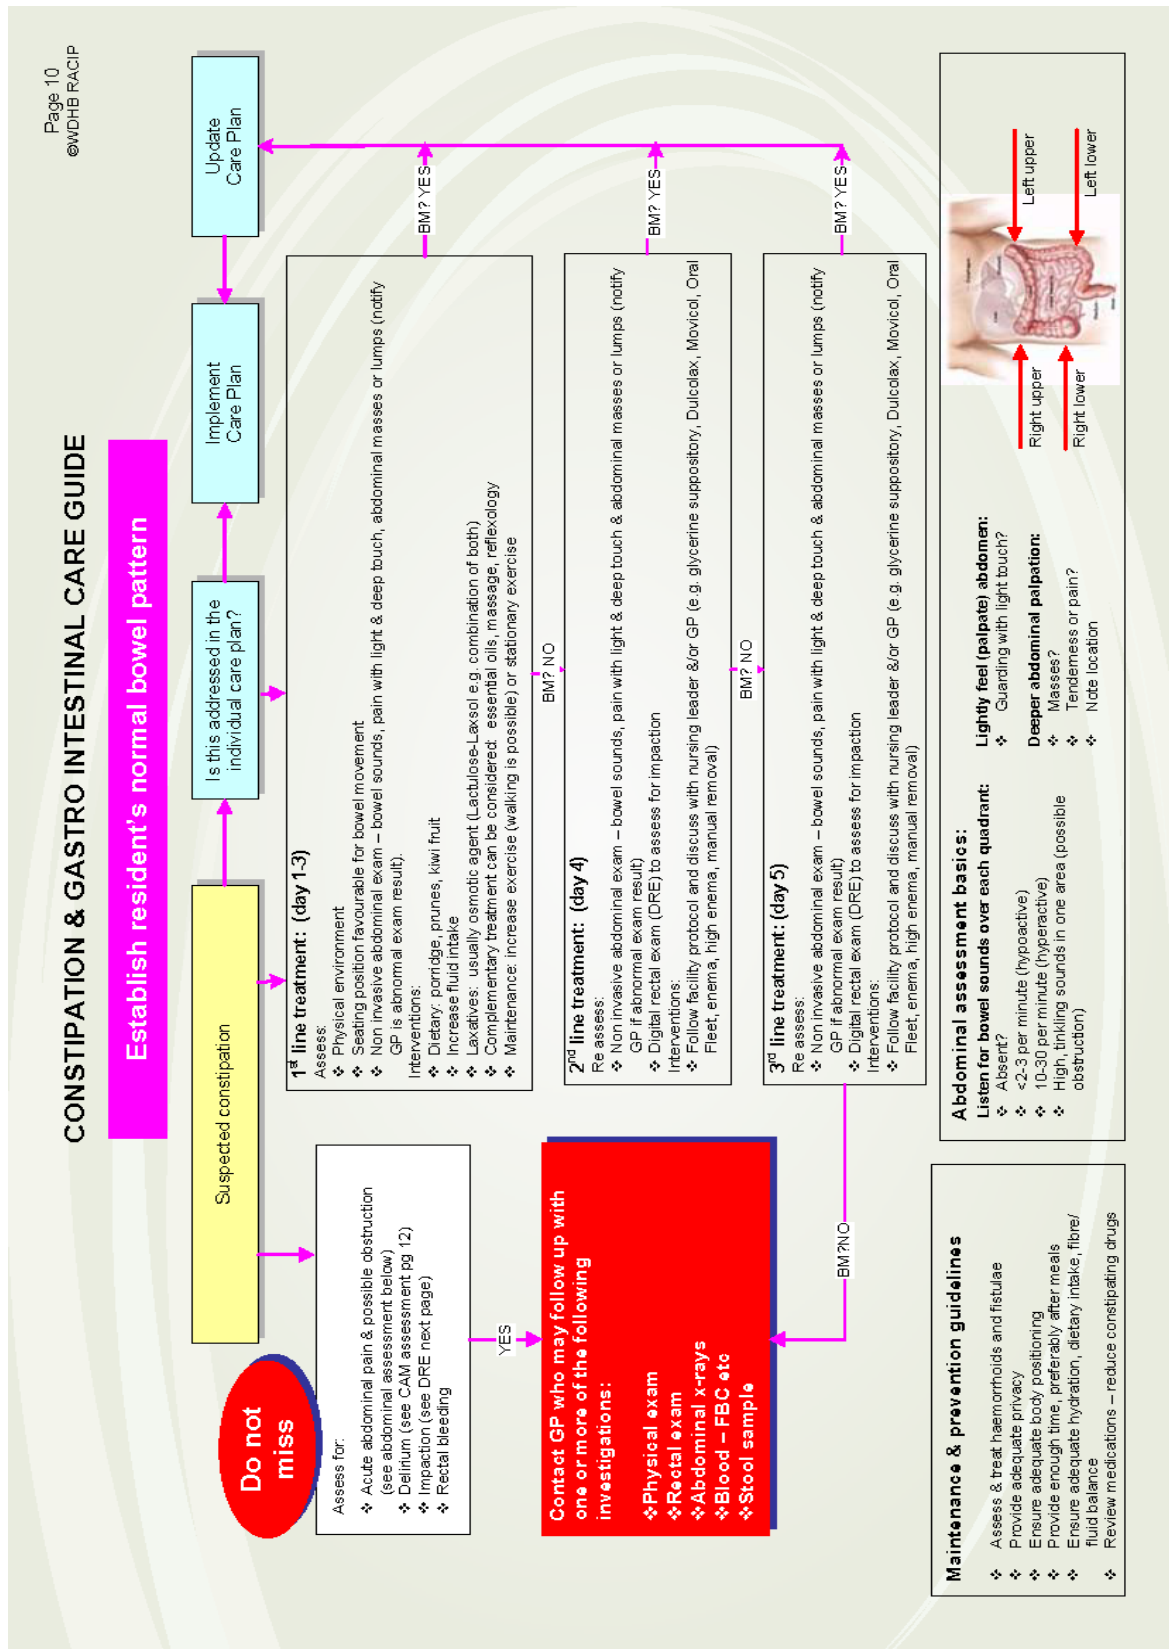 Page 10
©WDHB RACIP
CONSTIPATION & GASTRO INTESTINAL CARE GUIDE
Establish resident's normal bowel pattern
Do not
miss
Suspected constipation
Is this addressed in the
individual care plan?
Implement
Care Plan
Update
Care Plan
Assess for:
❖ Acute abdominal pain & possible obstruction
(see abdominal assessment below)
❖ Delirium (see CAM assessment pg 12)
❖ Impaction (see DRE next page)
❖ Rectal bleeding
YES
Contact GP who may follow up with
one or more of the following
investigations:
❖Physical exam
❖Rectal exam
❖Abdominal x-rays
❖Blood – FBC etc
❖Stool sample
BM?NO
1st line treatment: (day 1-3)
Assess:
❖ Physical environment
❖ Seating position favourable for bowel movement
❖ Non invasive abdominal exam – bowel sounds, pain with light & deep touch, abdominal masses or lumps (notify
GP is abnormal exam result).
Interventions:
❖ Dietary: porridge, prunes, kiwi fruit
❖ Increase fluid intake
❖ Laxatives: usually osmotic agent (Lactulose-Laxsol e.g. combination of both)
❖ Complementary treatment can be considered: essential oils, massage, reflexology
❖ Maintenance: increase exercise (walking is possible) or stationary exercise
BM? YES
BM? NO
2nd line treatment: (day 4)
Re assess:
❖ Non invasive abdominal exam – bowel sounds, pain with light & deep touch & abdominal masses or lumps (notify
GP if abnormal exam result)
❖ Digital rectal exam (DRE) to assess for impaction
Interventions:
❖ Follow facility protocol and discuss with nursing leader &/or GP (e.g. glycerine suppository, Dulcolax, Movicol, Oral
Fleet, enema, high enema, manual removal)
BM? YES
BM? NO
3rd line treatment: (day 5)
Re assess:
❖ Non invasive abdominal exam – bowel sounds, pain with light & deep touch & abdominal masses or lumps (notify
GP if abnormal exam result)
❖ Digital rectal exam (DRE) to assess for impaction
Interventions:
❖ Follow facility protocol and discuss with nursing leader &/or GP (e.g. glycerine suppository, Dulcolax, Movicol, Oral
Fleet, enema, high enema, manual removal)
BM? YES
Maintenance & prevention guidelines
❖ Assess & treat haemorrhoids and fistulae
❖ Provide adequate privacy
❖ Ensure adequate body positioning
❖ Provide enough time, preferably after meals
❖ Ensure adequate hydration, dietary intake, fibre/
fluid balance
❖ Review medications – reduce constipating drugs
Abdominal assessment basics:
Listen for bowel sounds over each quadrant:
❖ Absent?
❖ <2-3 per minute (hypoactive)
❖ 10-30 per minute (hyperactive)
❖ High, tinkling sounds in one area (possible
obstruction)
Lightly feel (palpate) abdomen:
❖ Guarding with light touch?
Deeper abdominal palpation:
❖ Masses?
❖ Tenderness or pain?
❖ Note location
Right upper
Right lower
Left upper
Left lower